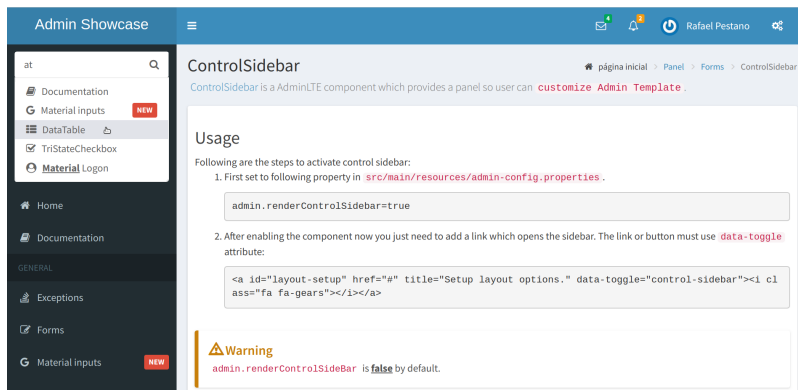 Admin Showcase
4
3
Rafael Pestano
at
Documentation
Material inputs NEW
DataTable
TriStateCheckbox
Material Logon
Home
Documentation
GENERAL
Exceptions
Forms
Material inputs NEW
ControlSidebar
página inicial > Panel > Forms > ControlSidebar
ControlSidebar is a AdminLTE component which provides a panel so user can customize Admin Template .
Usage
Following are the steps to activate control sidebar:
1. First set to following property in src/main/resources/admin-config.properties .
admin.renderControlSidebar=true
2. After enabling the component now you just need to add a link which opens the sidebar. The link or button must use data-toggle
attribute:
<a id="layout-setup" href="#" title="Setup layout options." data-toggle="control-sidebar"><i cl
ass="fa fa-gears"></i></a>
Warning
admin.renderControlSideBar is false by default.